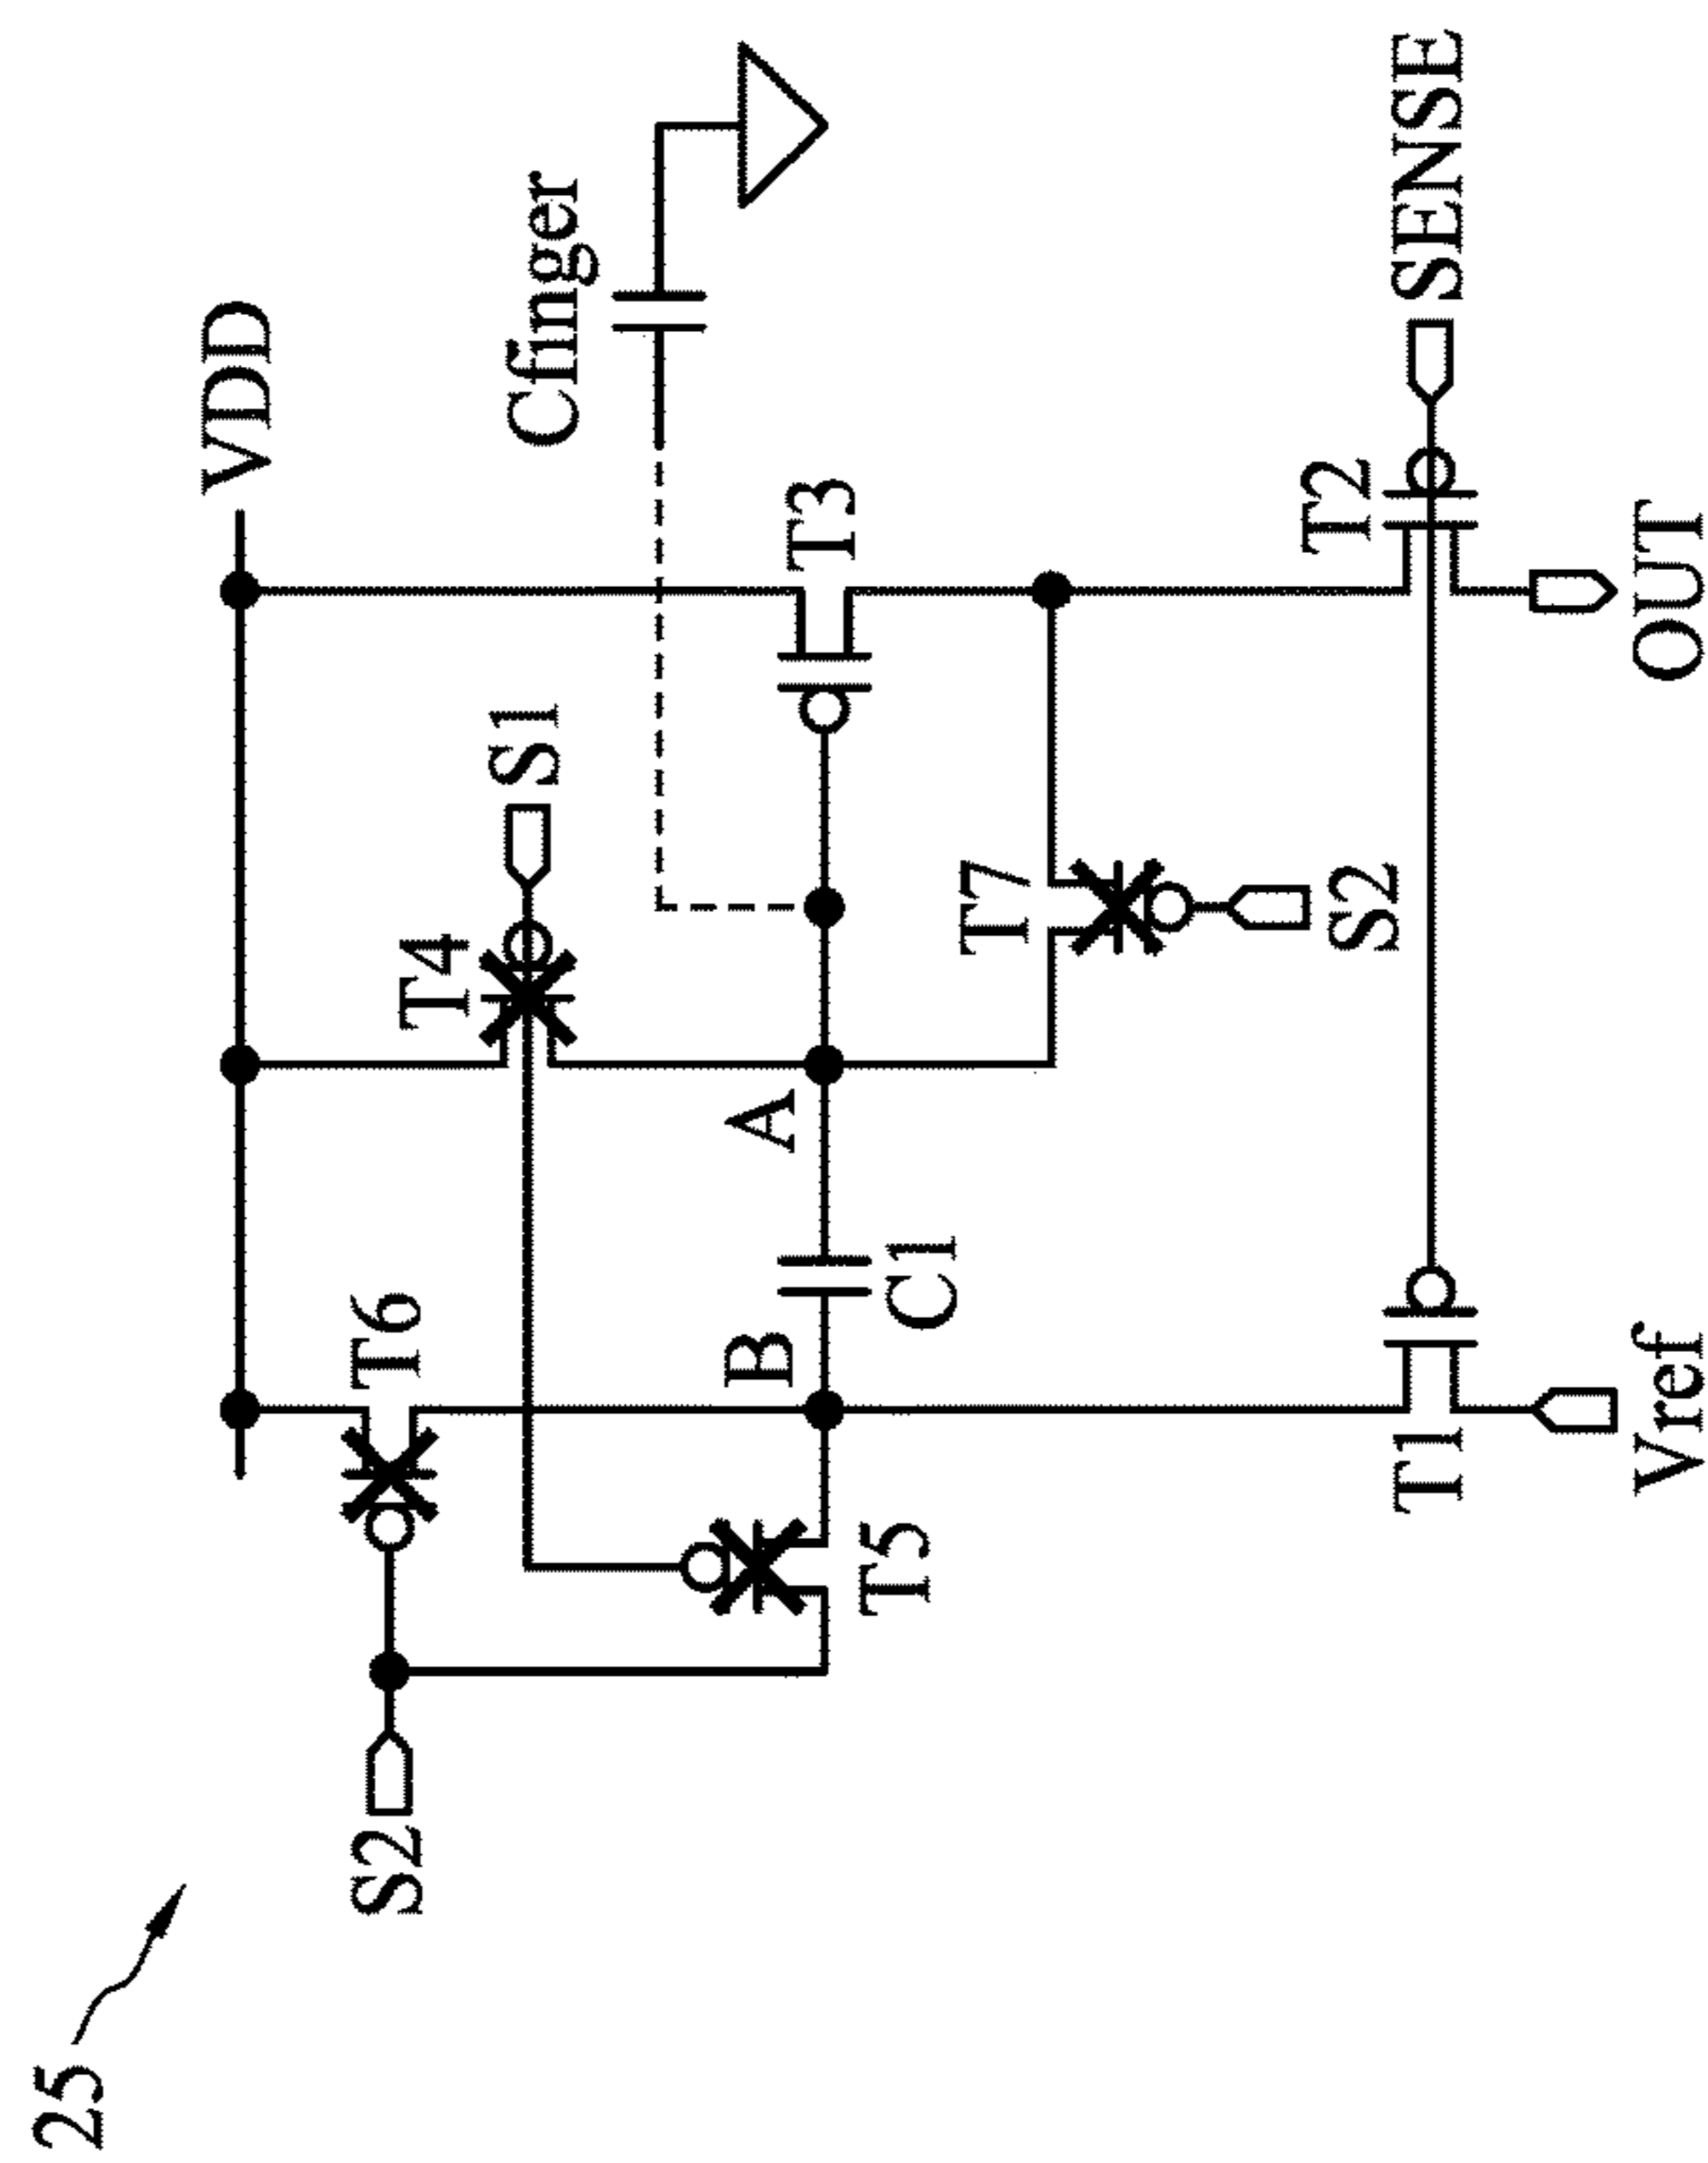 25
VDD
S2
T6
T4
S1
Cfinger
B
A
T3
T5
C1
T7
S2
T1
T2
SENSE
Vref
OUT